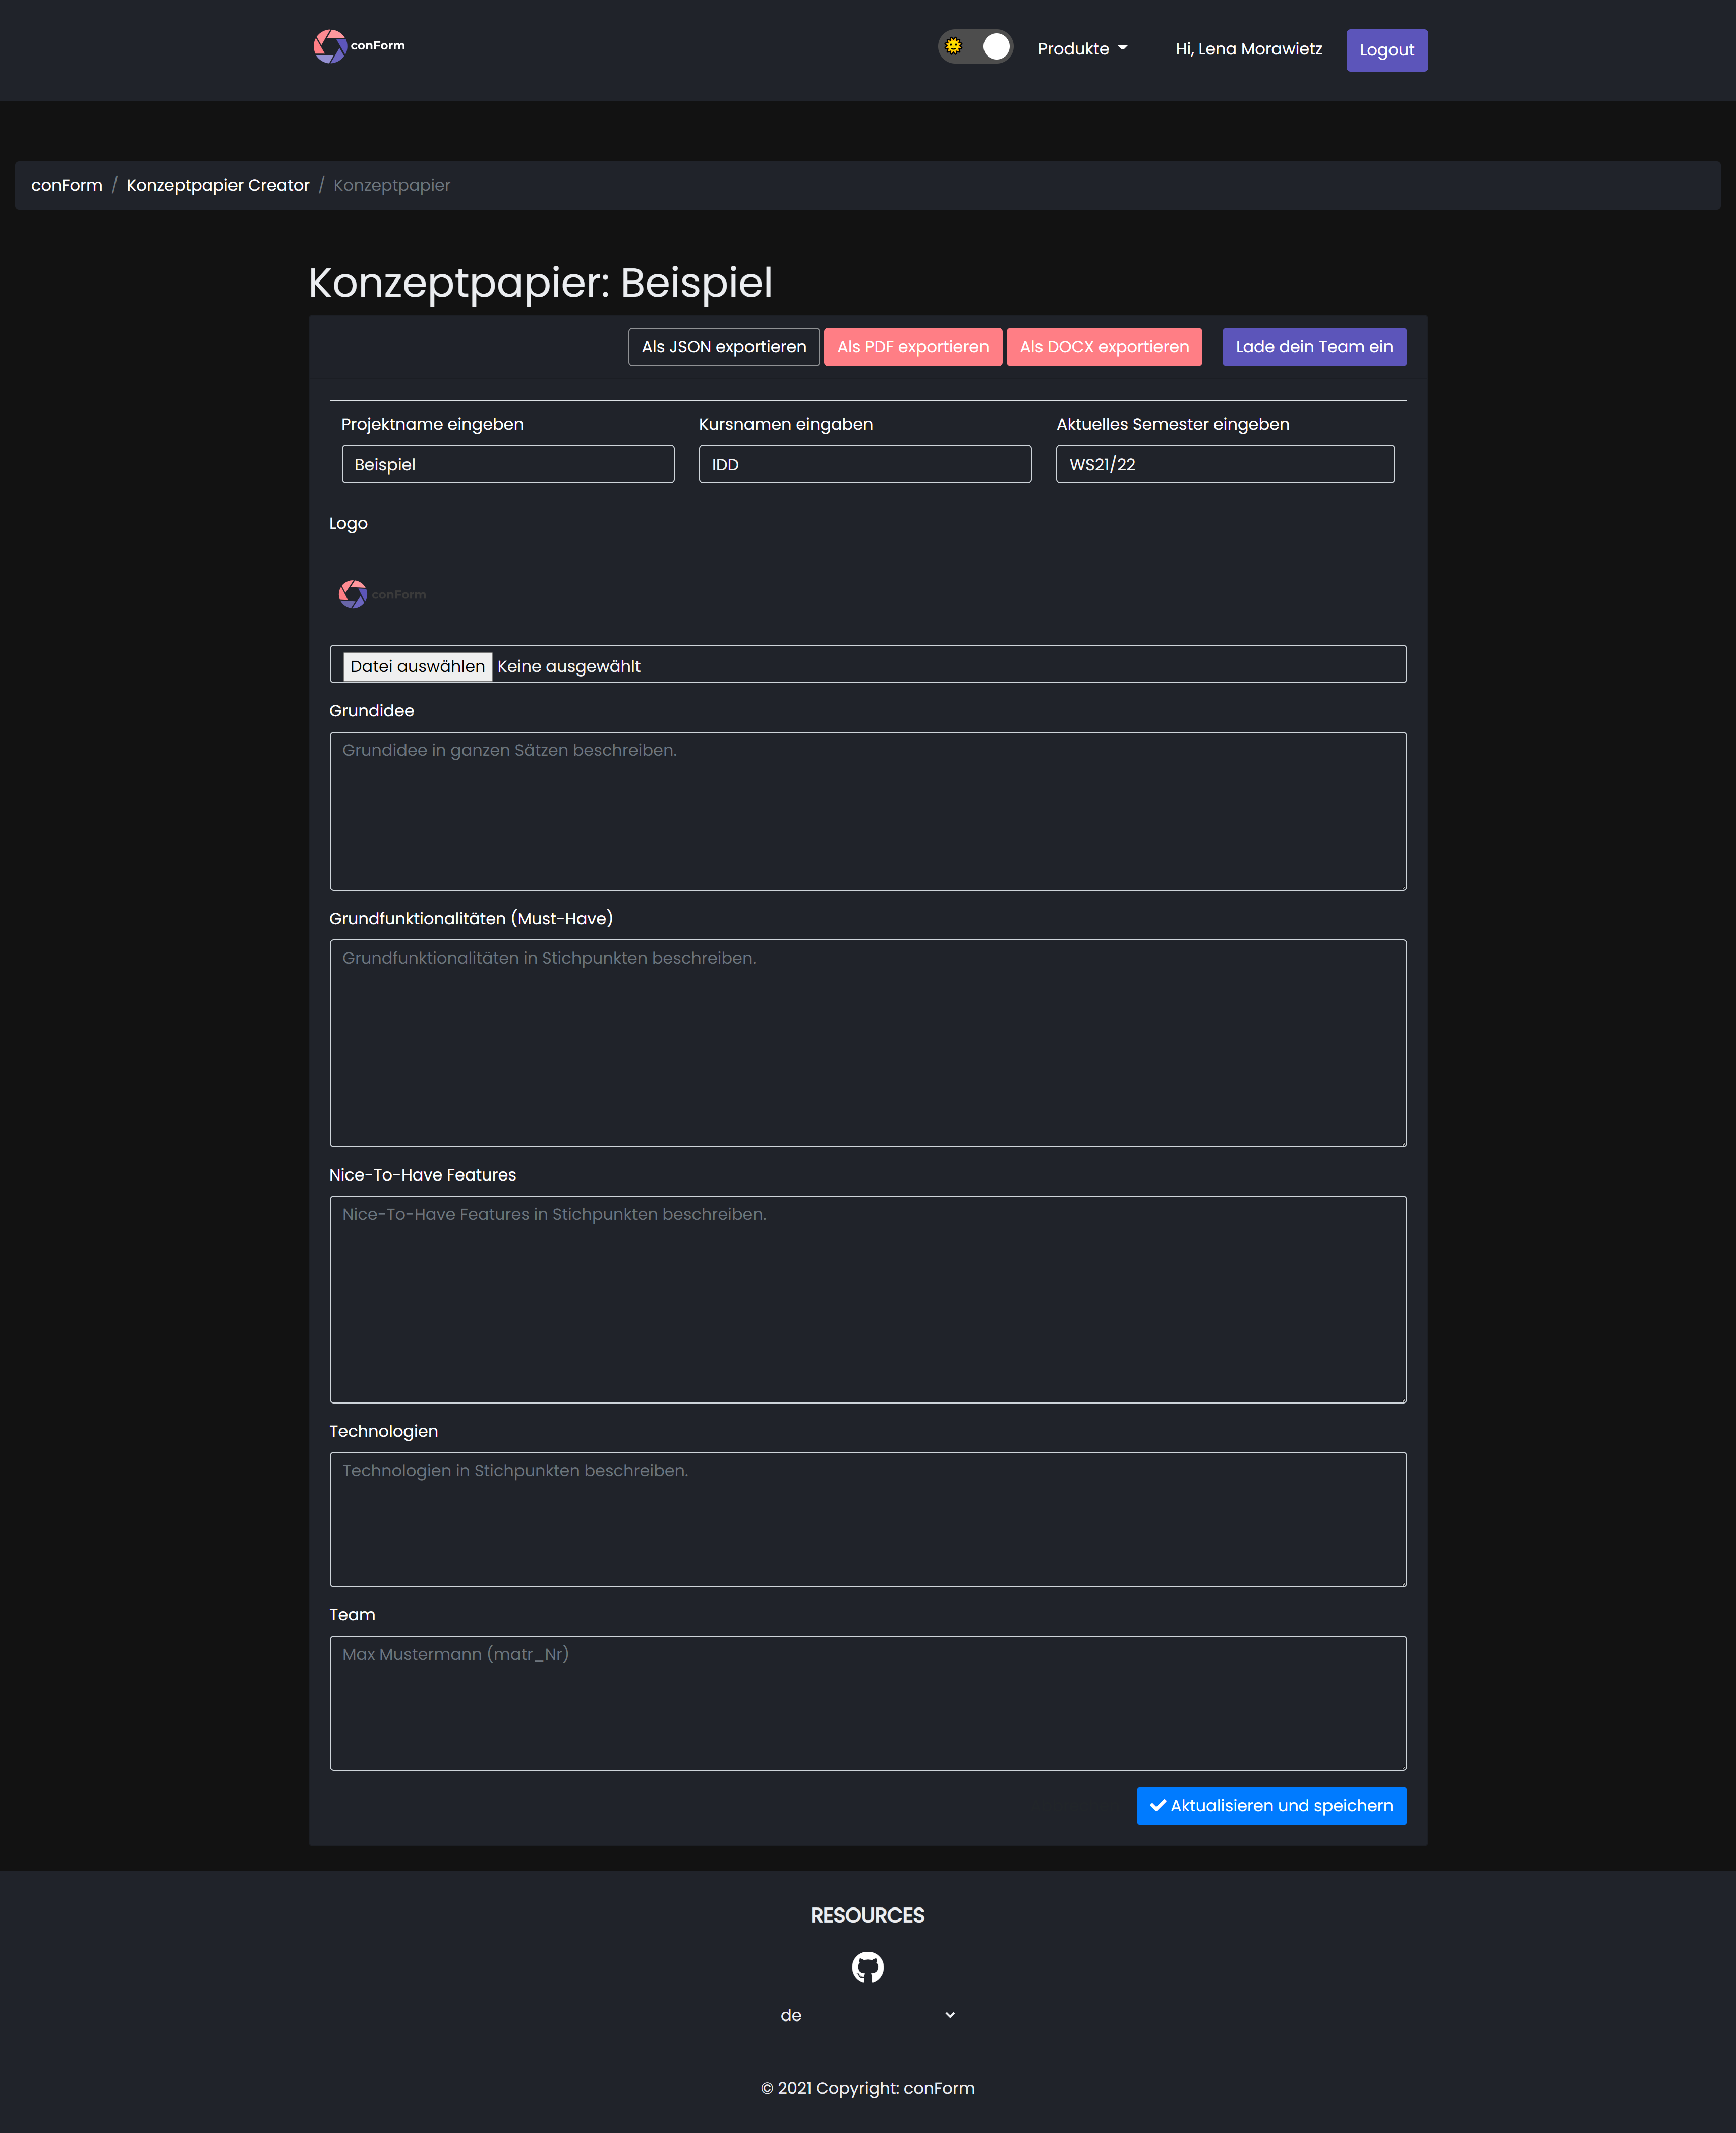 conForm
Produkte
Hi, Lena Morawietz
Logout
conForm / Konzeptpapier Creator / Konzeptpapier
Konzeptpapier: Beispiel
Als JSON exportieren
Als PDF exportieren
Als DOCX exportieren
Lade dein Team ein
Projektname eingeben
Kursnamen eingaben
Aktuelles Semester eingeben
Beispiel
IDD
WS21/22
Logo
conForm
Datei auswählen Keine ausgewählt
Grundidee
Grundidee in ganzen Sätzen beschreiben.
Grundfunktionalitäten (Must-Have)
Grundfunktionalitäten in Stichpunkten beschreiben.
Nice-To-Have Features
Nice-To-Have Features in Stichpunkten beschreiben.
Technologien
Technologien in Stichpunkten beschreiben.
Team
Max Mustermann (matr_Nr)
Aktualisieren und speichern
RESOURCES
de
© 2021 Copyright: conForm